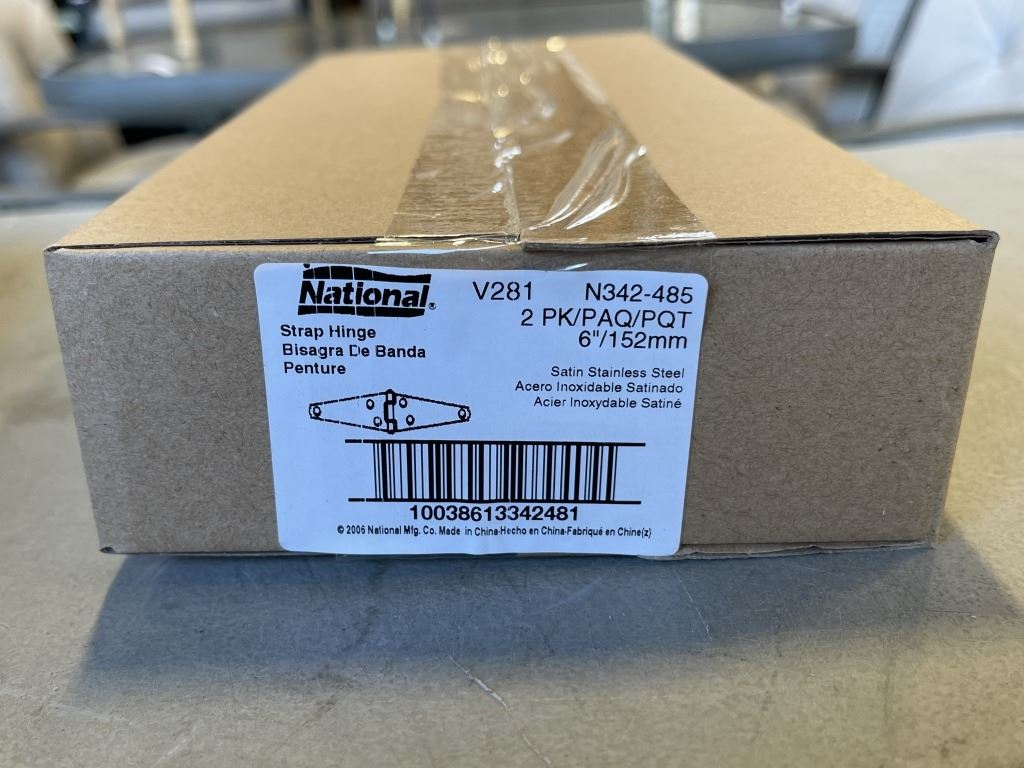 National®
V281 N342-485
2 PK/PAQ/PQT
6"/152mm
Strap Hinge
Bisagra De Banda
Penture
Satin Stainless Steel
Acero Inoxidable Satinado
Acier Inoxydable Satiné
10038613342481
© 2006 National Mfg. Co. Made in China-Hecho en China-Fabriqué en Chine(z)